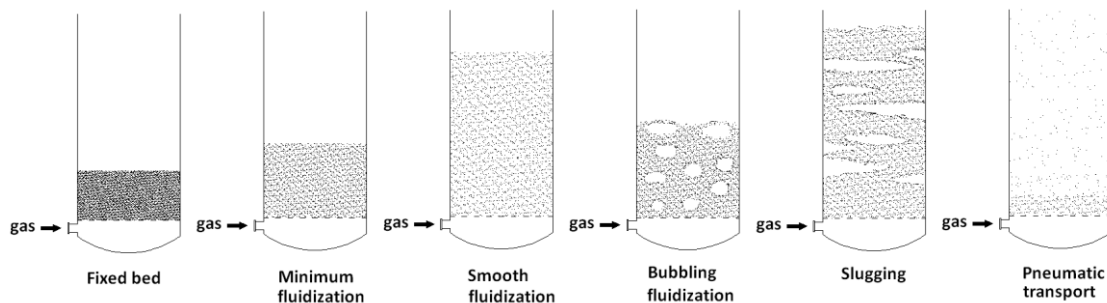 gas
gas
gas
gas
gas
gas
Fixed bed
Minimum
fluidization
Smooth
fluidization
Bubbling
fluidization
Slugging
Pneumatic
transport